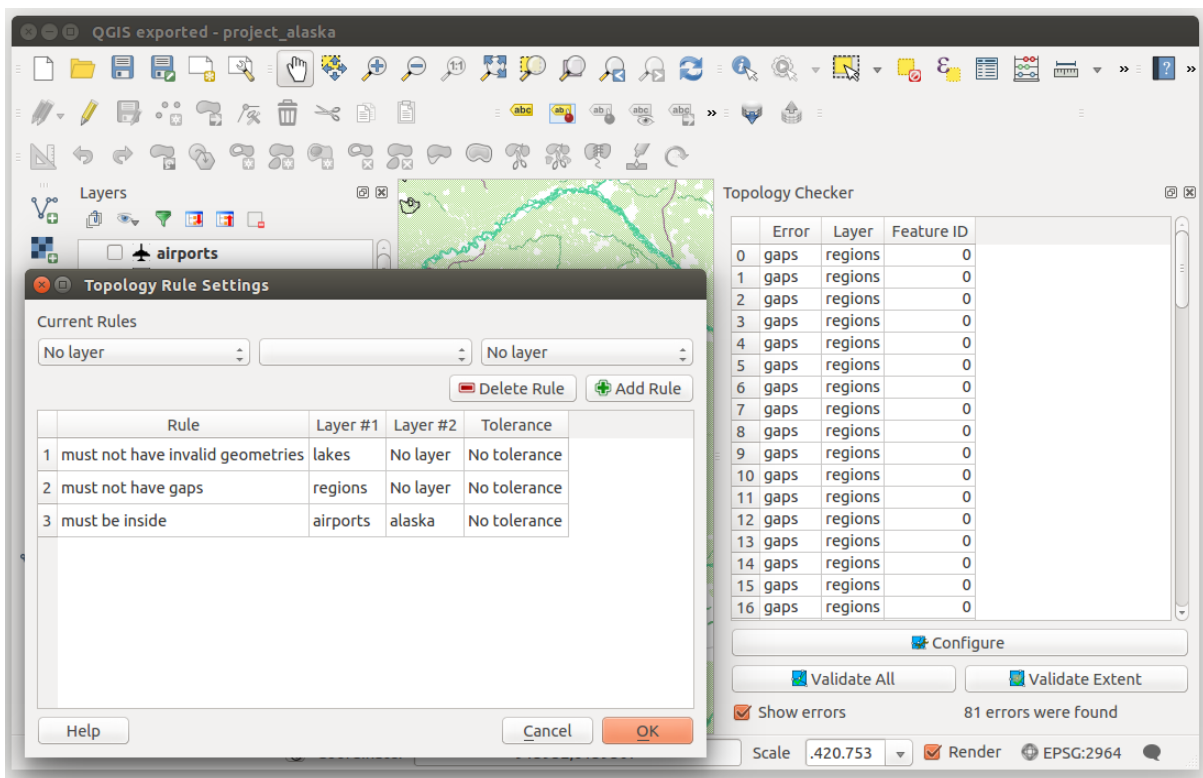 QGIS exported - project_alaska
1:1
abc
ab
abc
abc
ε
?
»
Layers
airports
Topology Checker
Error Layer Feature ID
0 gaps regions 0
1 gaps regions 0
2 gaps regions 0
3 gaps regions 0
4 gaps regions 0
5 gaps regions 0
6 gaps regions 0
7 gaps regions 0
8 gaps regions 0
9 gaps regions 0
10 gaps regions 0
11 gaps regions 0
12 gaps regions 0
13 gaps regions 0
14 gaps regions 0
15 gaps regions 0
16 gaps regions 0
Configure
Validate All Validate Extent
Show errors 81 errors were found
Topology Rule Settings
Current Rules
No layer No layer
Delete Rule Add Rule
Rule Layer #1 Layer #2 Tolerance
1 must not have invalid geometries lakes No layer No tolerance
2 must not have gaps regions No layer No tolerance
3 must be inside airports alaska No tolerance
Help Cancel OK
Scale .420.753 Render EPSG:2964